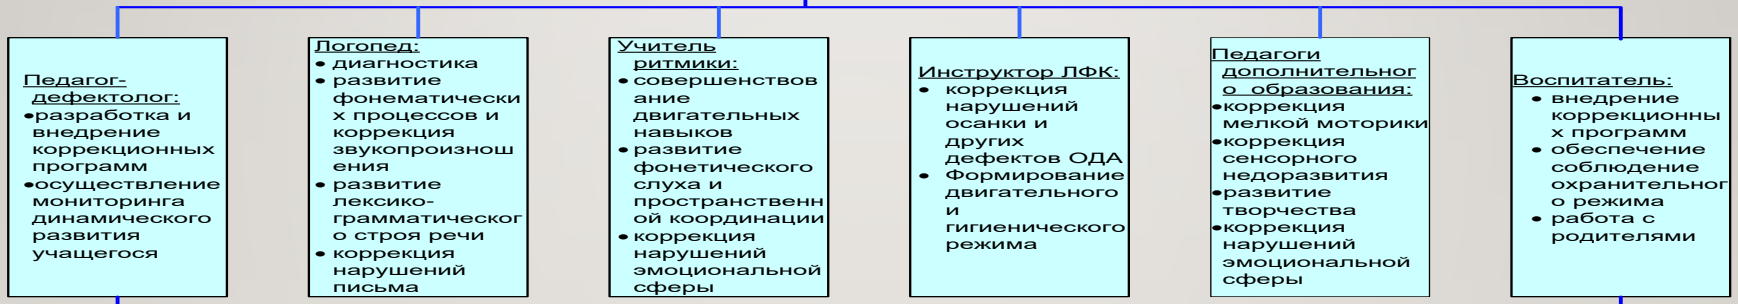 Педагог-
дефектолог:
•разработка и
внедрение
коррекционных
программ
•осуществление
мониторинга
динамического
развития
учащегося
Логопед:
• диагностика
• развитие
фонематически
х процессов и
коррекция
звукопроизнош
ения
• развитие
лексико-
грамматическог
о строя речи
• коррекция
нарушений
письма
Учитель
ритмики:
• совершенствов
ание
двигательных
навыков
• развитие
фонетического
слуха и
пространственн
ой координации
• коррекция
нарушений
эмоциональной
сферы
Инструктор ЛФК:
• коррекция
нарушений
осанки и
других
дефектов ОДА
• Формирование
двигательного
и
гигиенического
режима
Педагоги
дополнительног
о образования:
•коррекция
мелкой моторики
•коррекция
сенсорного
недоразвития
•развитие
творчества
•коррекция
нарушений
эмоциональной
сферы
Воспитатель:
• внедрение
коррекционны
х программ
• обеспечение
соблюдение
охранительног
о режима
• работа с
родителями